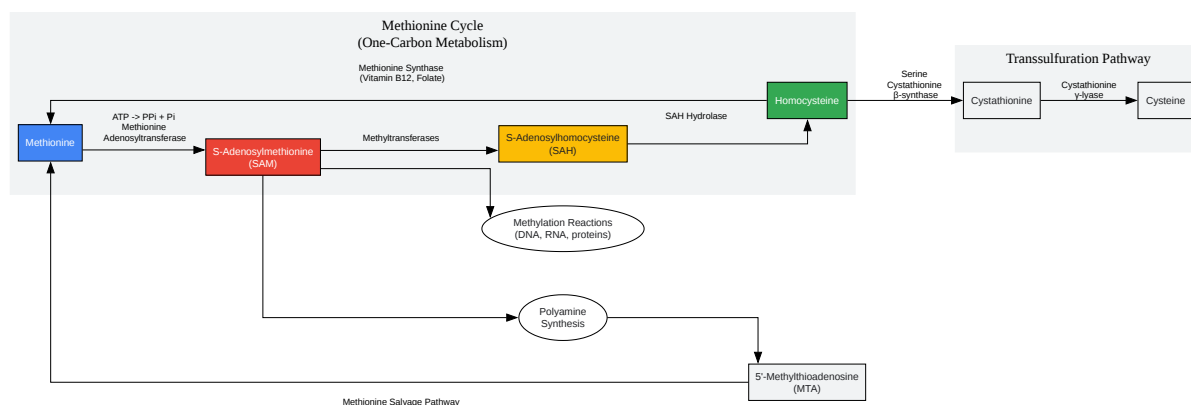 Methionine Cycle
(One-Carbon Metabolism)
Transsulfuration Pathway
Methionine Synthase
(Vitamin B12, Folate)
Serine
Cystathionine
β-synthase
Cystathionine
γ-lyase
Homocysteine
Cystathionine
Cysteine
ATP -> PPi + Pi
Methionine
Adenosyltransferase
SAH Hydrolase
Methionine
Methyltransferases
S-Adenosylhomocysteine
(SAH)
S-Adenosylmethionine
(SAM)
Methylation Reactions
(DNA, RNA, proteins)
Polyamine
Synthesis
5'-Methylthioadenosine
(MTA)
Methionine Salvage Pathway